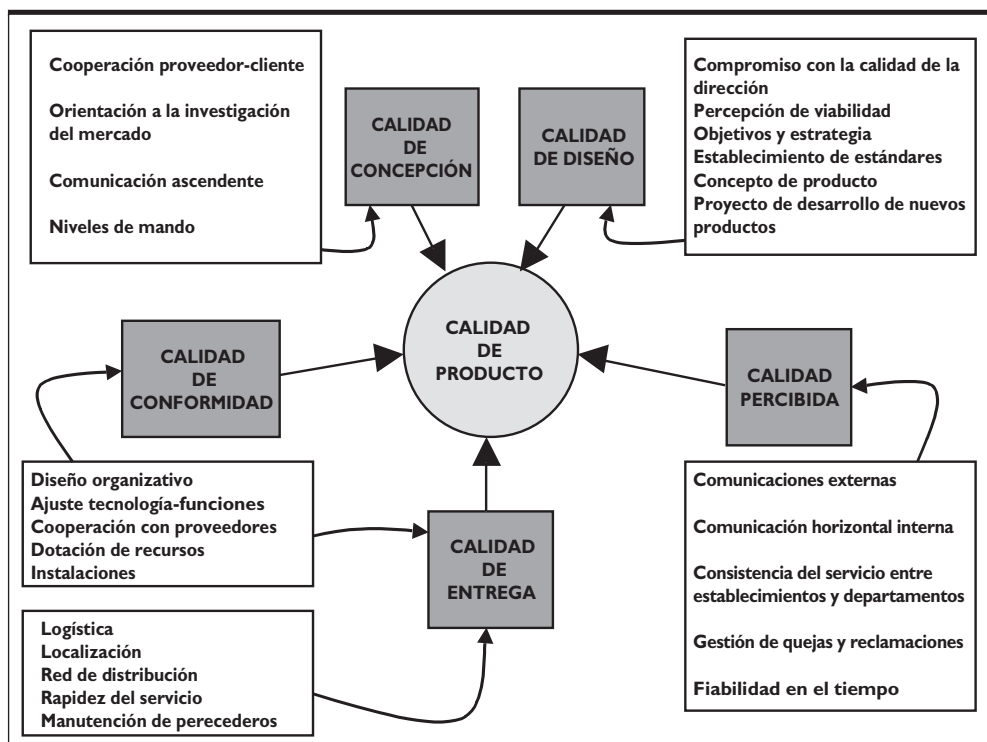 Cooperación proveedor-cliente
Orientación a la investigación
del mercado
Comunicación ascendente
Niveles de mando
CALIDAD
DE
CONCEPCIÓN
CALIDAD
DE DISEÑO
Compromiso con la calidad de la
dirección
Percepción de viabilidad
Objetivos y estrategia
Establecimiento de estándares
Concepto de producto
Proyecto de desarrollo de nuevos
productos
CALIDAD
DE
CONFORMIDAD
CALIDAD
DE
PRODUCTO
CALIDAD
PERCIBIDA
Diseño organizativo
Ajuste tecnología-funciones
Cooperación con proveedores
Dotación de recursos
Instalaciones
CALIDAD
DE
ENTREGA
Comunicaciones externas
Comunicación horizontal interna
Consistencia del servicio entre
establecimientos y departamentos
Gestión de quejas y reclamaciones
Fiabilidad en el tiempo
Logística
Localización
Red de distribución
Rapidez del servicio
Manutención de perecederos